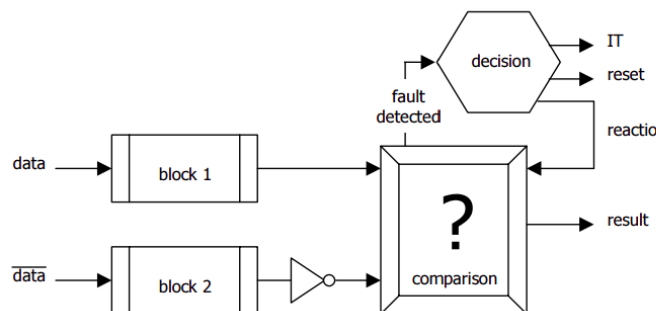 IT
decision
reset
fault
detected
reactio
data
block 1
?
result
data
block 2
comparison